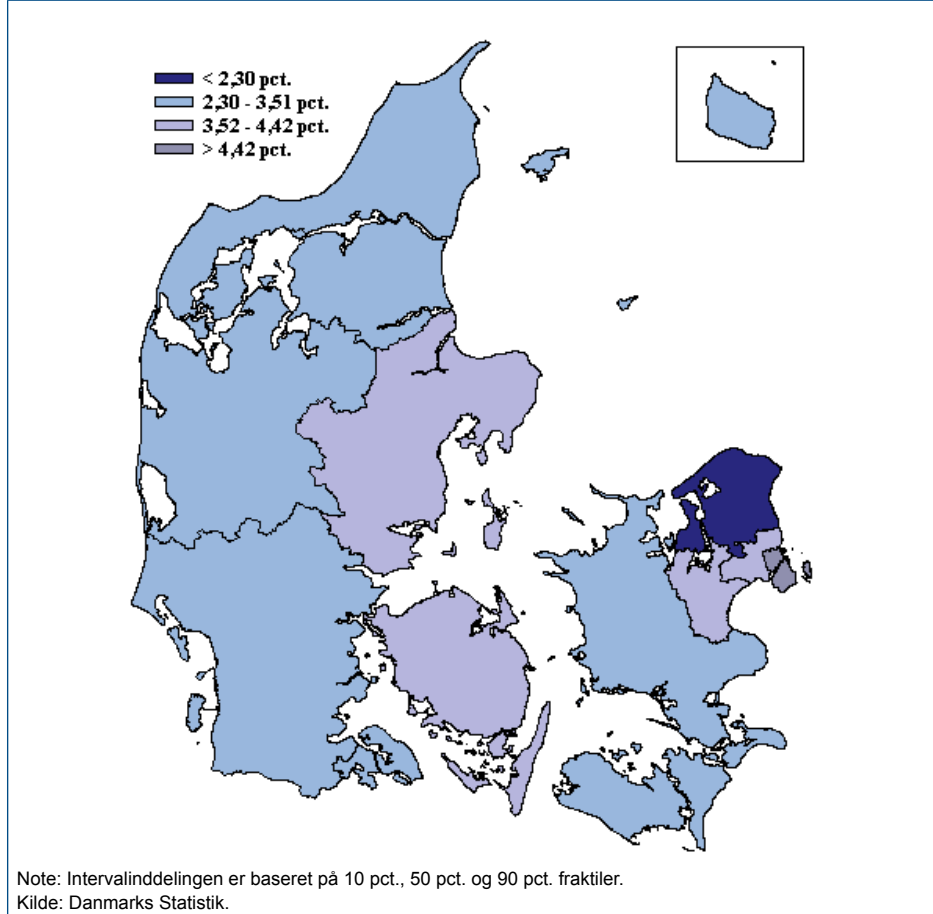 < 2,30 pct.
2,30 - 3,51 pct.
3,52 - 4,42 pct.
> 4,42 pct.
Note: Intervalinddelingen er baseret på 10 pct., 50 pct. og 90 pct. fraktiler.
Kilde: Danmarks Statistik.